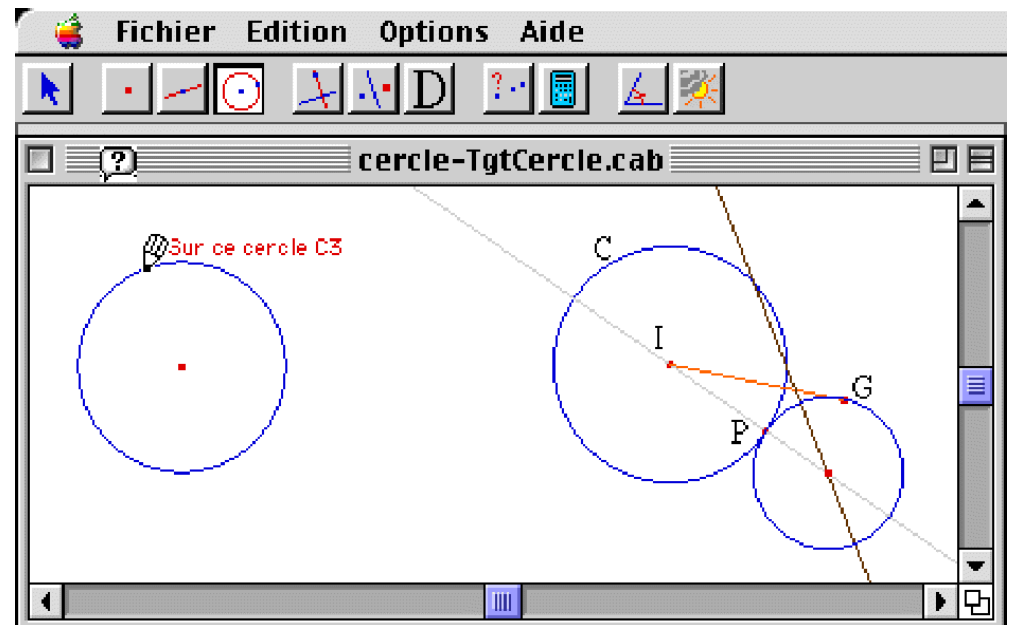 Fichier Edition Options Aide
D ?
? cercle-TgtCercle.cab
Sur ce cercle C3
C
I
G
P